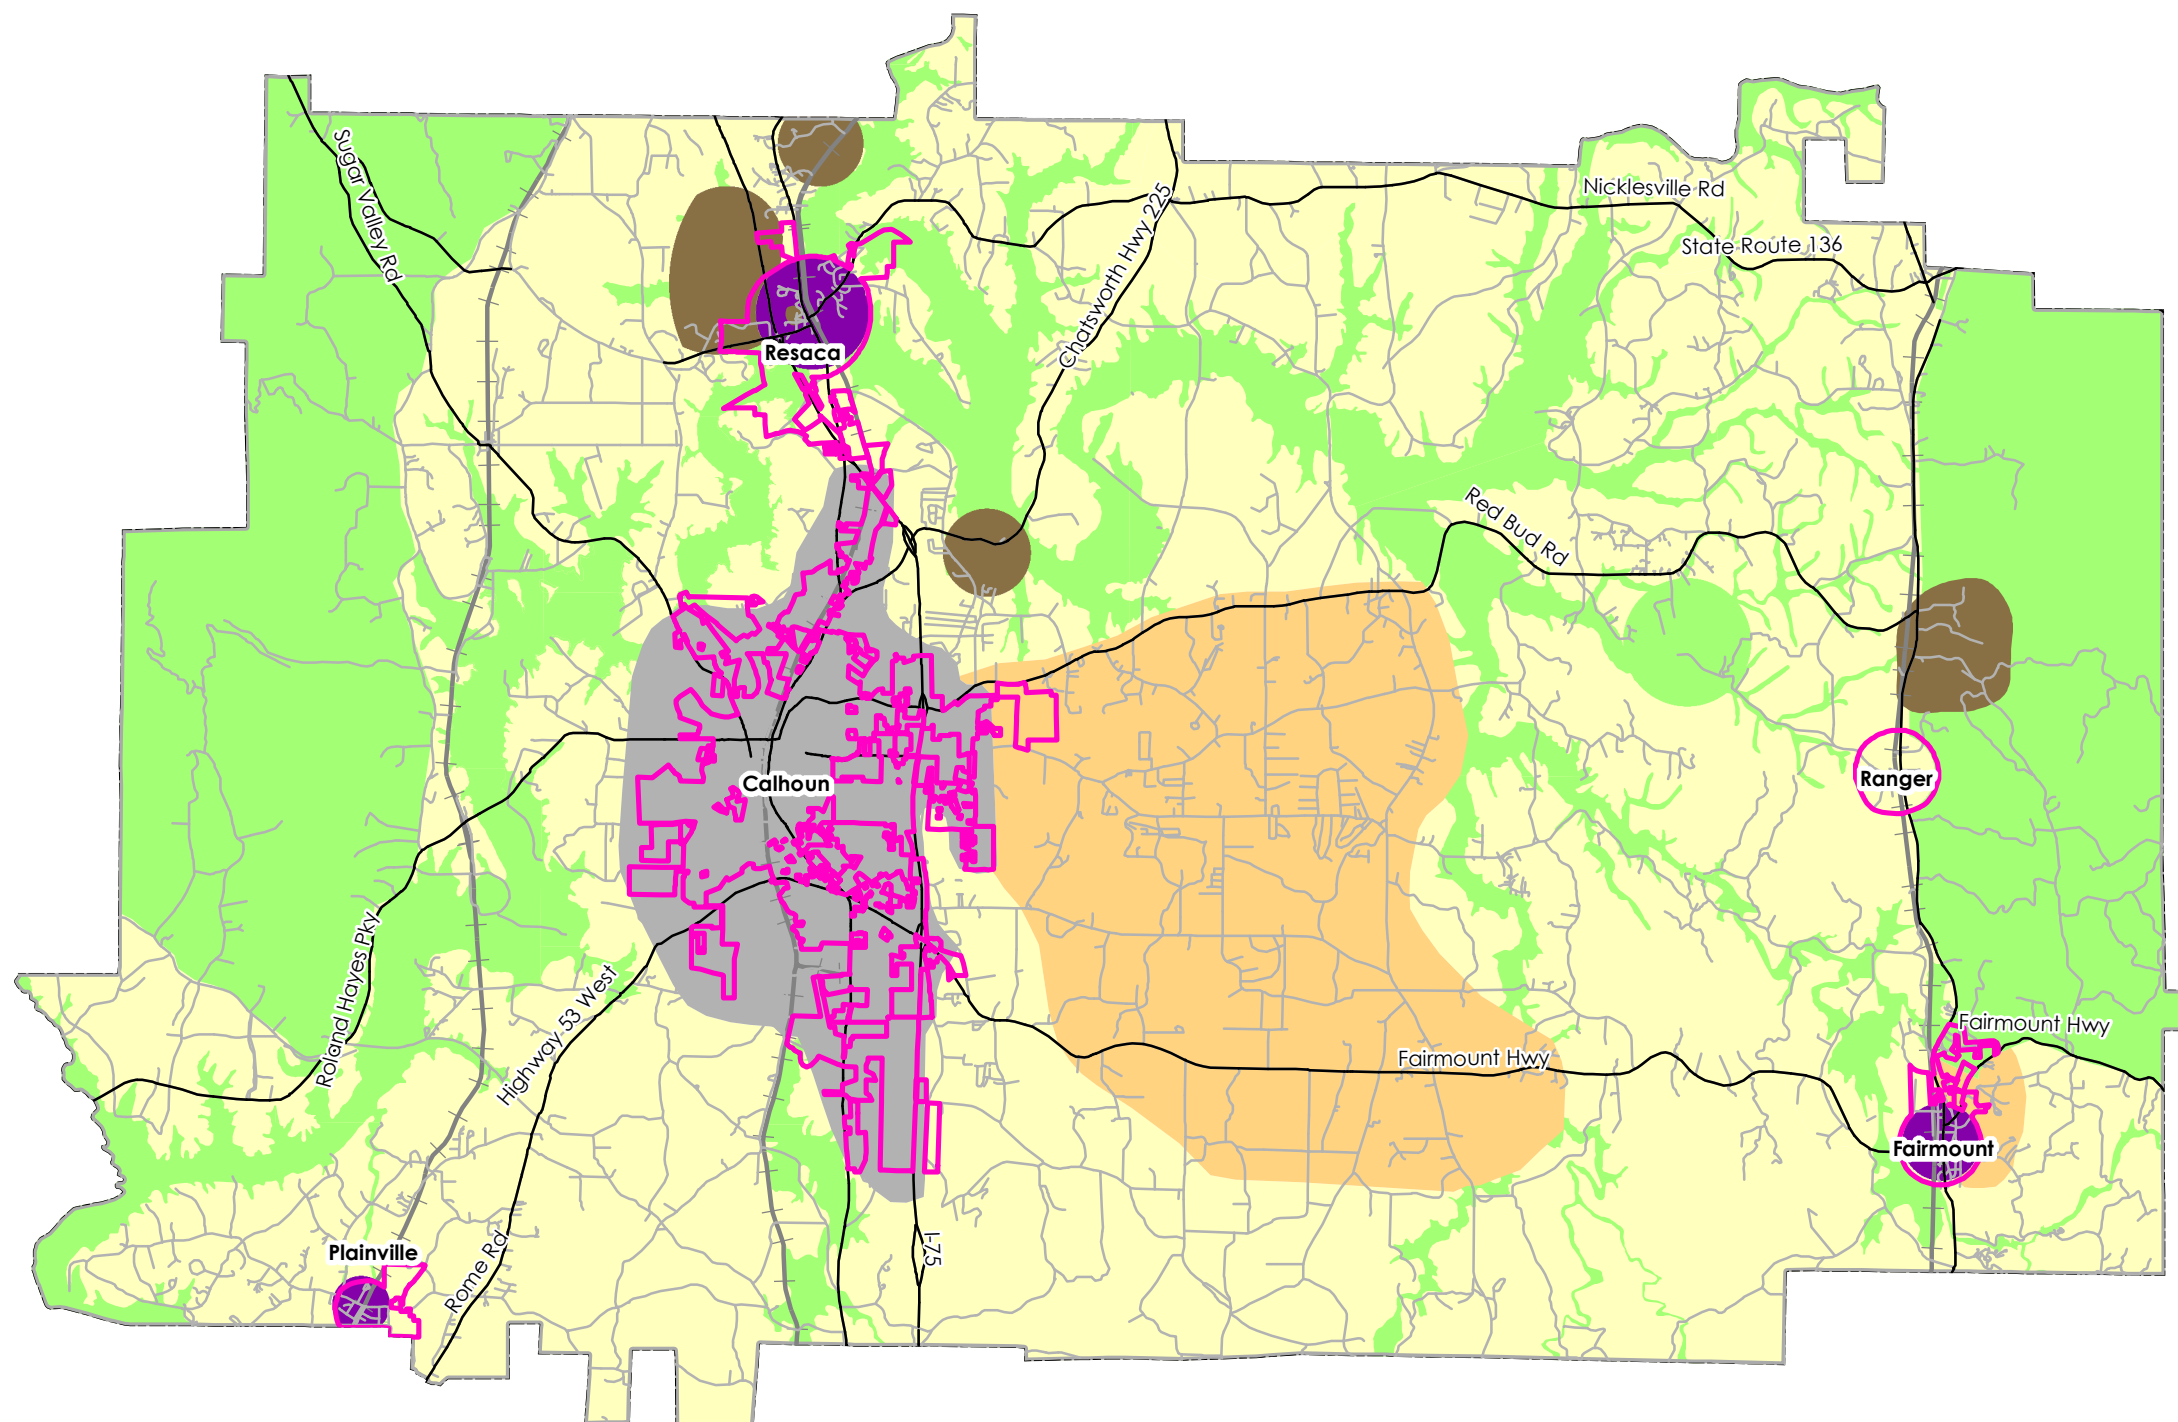 Sugar Valley Rd
Nicklesville Rd
Chatsworth Hwy 225
State Route 136
Resaca
Red Bud Rd
Ranger
Calhoun
Roland Hayes Pky
Highway 53 West
Fairmount Hwy
Fairmount Hwy
Fairmount
Plainville
Rome Rd
I-75